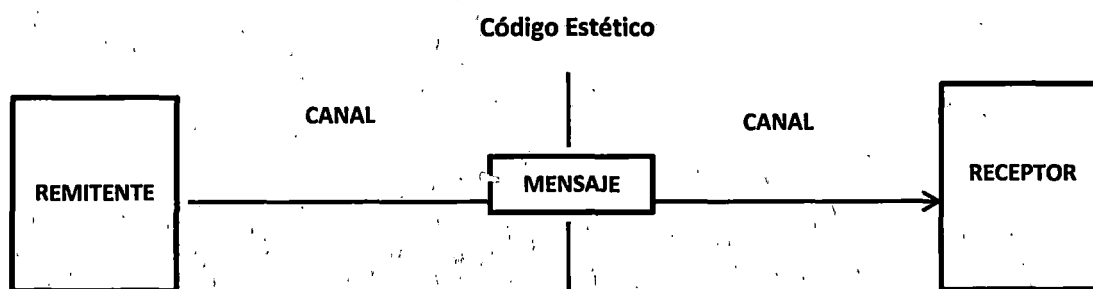 Código Estético
CANAL
CANAL
REMITENTE
MENSAJE
RECEPTOR